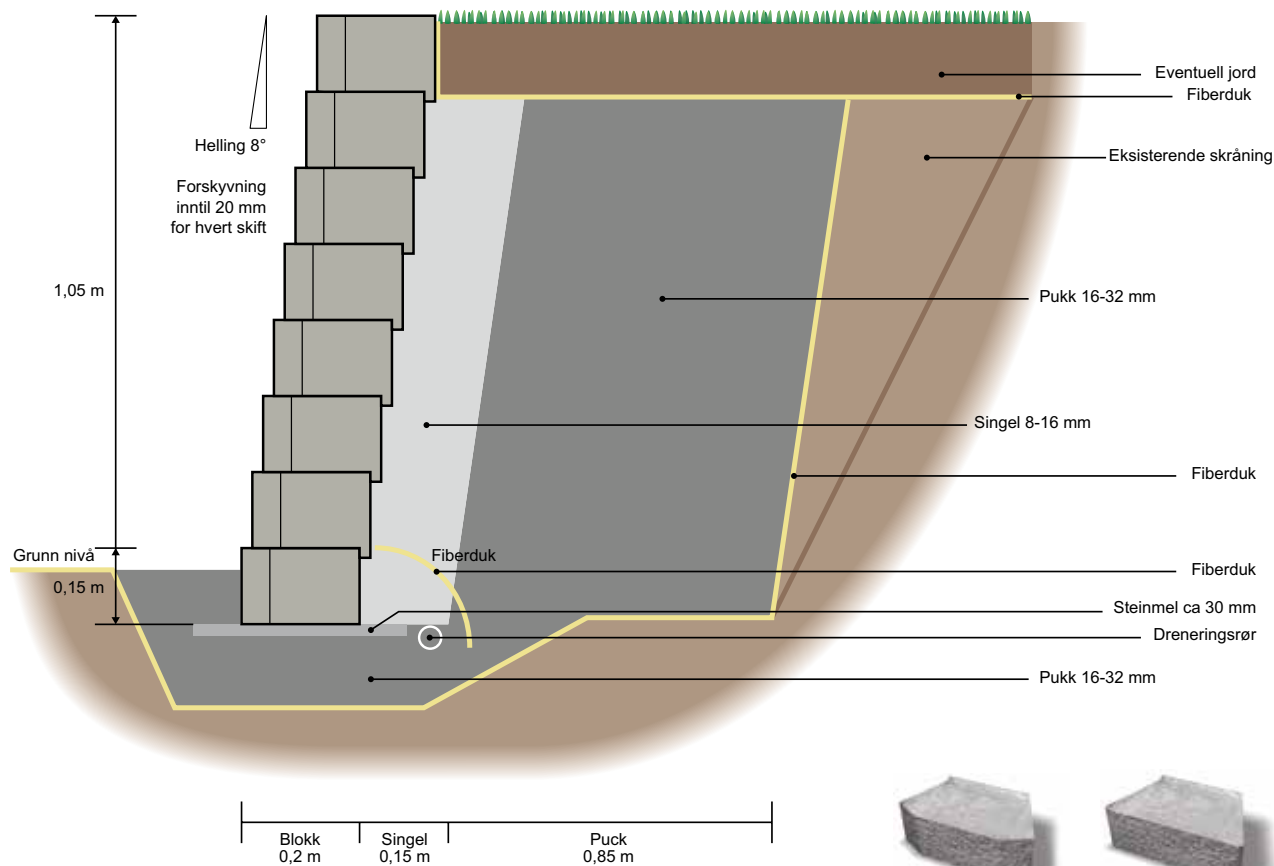 Eventuell jord
Fiberduk
Helling 8°
Eksisterende skråning
Forskyvning
inntil 20 mm
for hvert skift
1,05 m
Pukk 16-32 mm
Singel 8-16 mm
Fiberduk
Grunn nivå
Fiberduk
Fiberduk
0,15 m
Steinmel ca 30 mm
Dreneringsrør
Pukk 16-32 mm
Blokk
0,2 m
Singel
0,15 m
Puck
0,85 m